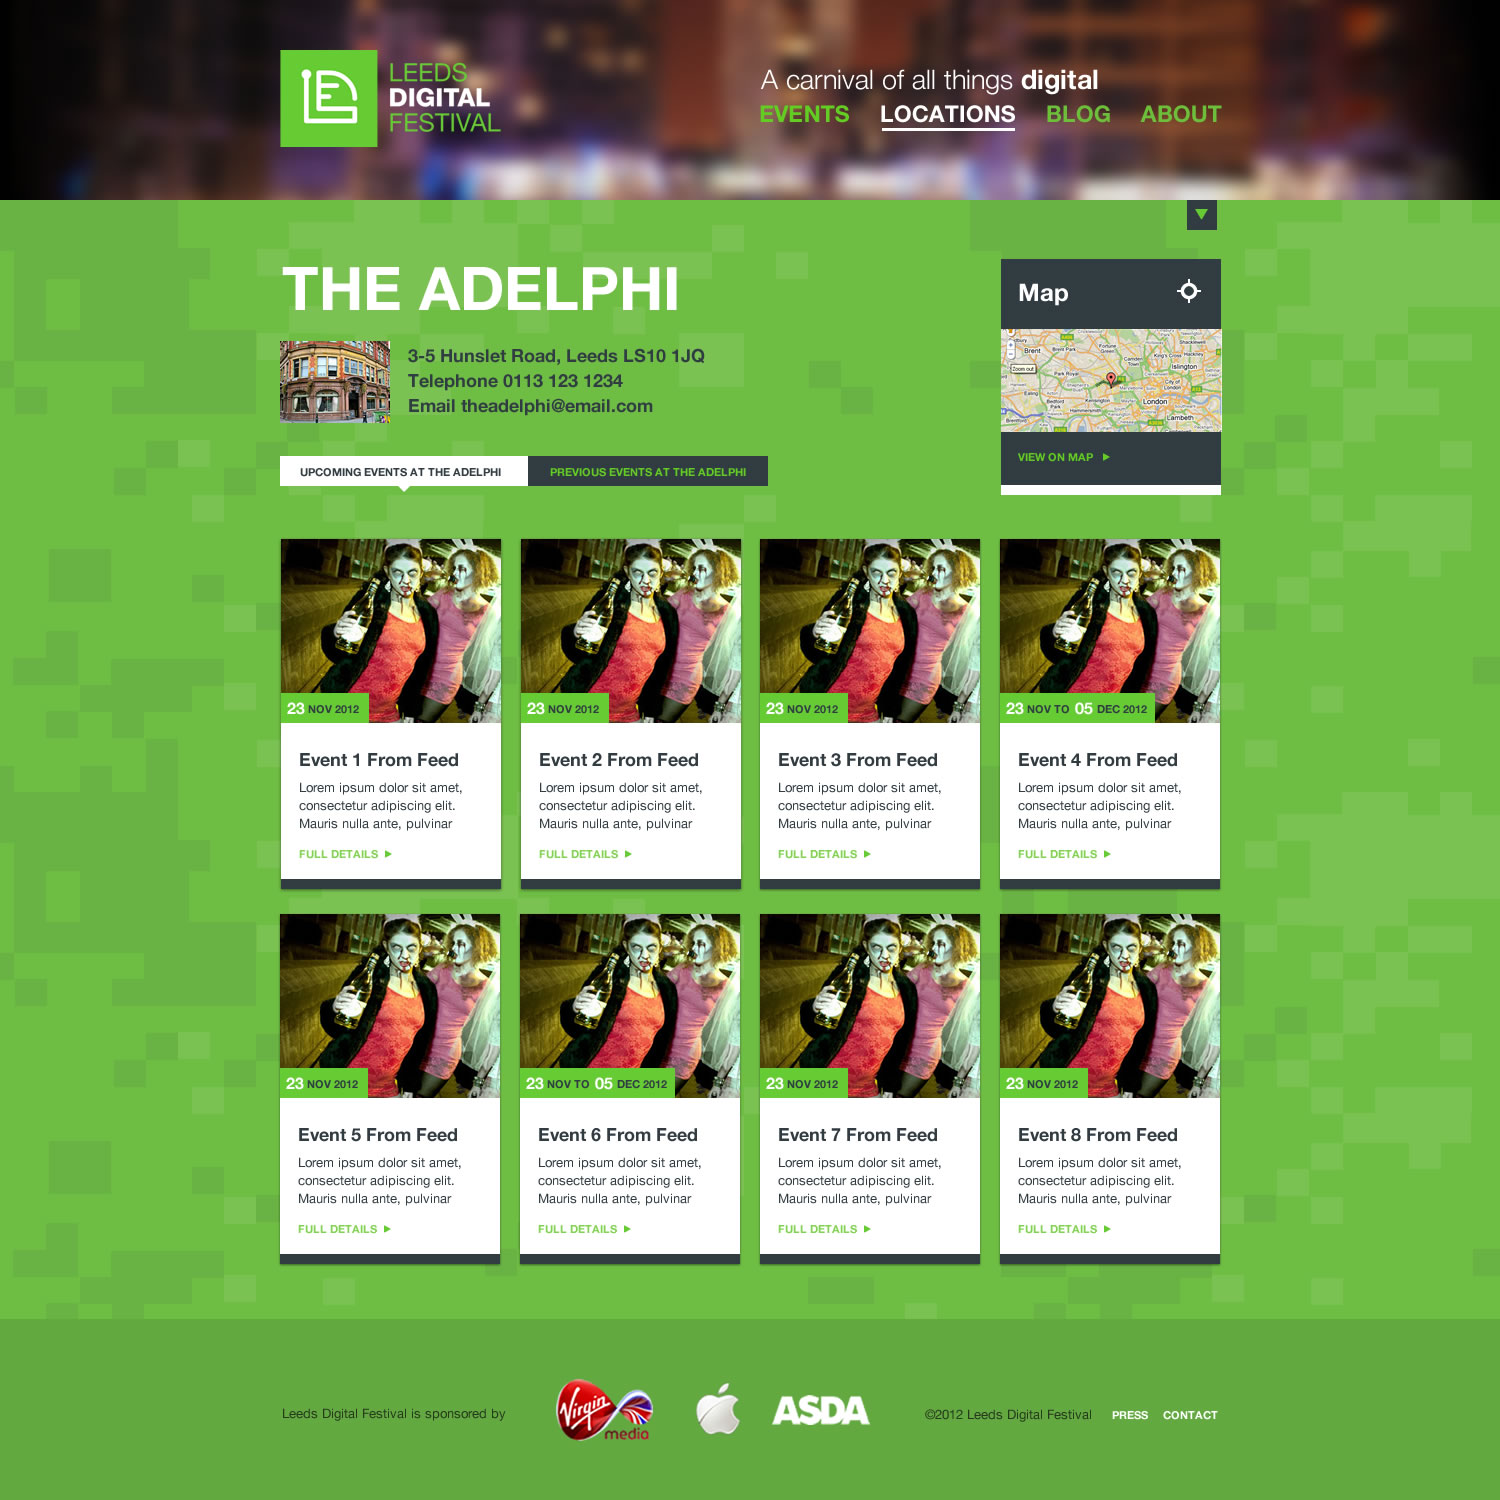 LEEDS
DIGITAL
FESTIVAL
A carnival of all things digital
EVENTS LOCATIONS BLOG ABOUT
THE ADELPHI
3-5 Hunslet Road, Leeds LS10 1JQ
Telephone 0113 123 1234
Email theadelphi@email.com
Map
Brent
Zoom out
Islington
City of
London
London
Lambeth
VIEW ON MAP
UPCOMING EVENTS AT THE ADELPHI PREVIOUS EVENTS AT THE ADELPHI
23 NOV 2012
Event 1 From Feed
Lorem ipsum dolor sit amet,
consectetur adipiscing elit.
Mauris nulla ante, pulvinar
FULL DETAILS
23 NOV 2012
Event 2 From Feed
Lorem ipsum dolor sit amet,
consectetur adipiscing elit.
Mauris nulla ante, pulvinar
FULL DETAILS
23 NOV 2012
Event 3 From Feed
Lorem ipsum dolor sit amet,
consectetur adipiscing elit.
Mauris nulla ante, pulvinar
FULL DETAILS
23 NOV TO 05 DEC 2012
Event 4 From Feed
Lorem ipsum dolor sit amet,
consectetur adipiscing elit.
Mauris nulla ante, pulvinar
FULL DETAILS
23 NOV 2012
Event 5 From Feed
Lorem ipsum dolor sit amet,
consectetur adipiscing elit.
Mauris nulla ante, pulvinar
FULL DETAILS
23 NOV TO 05 DEC 2012
Event 6 From Feed
Lorem ipsum dolor sit amet,
consectetur adipiscing elit.
Mauris nulla ante, pulvinar
FULL DETAILS
23 NOV 2012
Event 7 From Feed
Lorem ipsum dolor sit amet,
consectetur adipiscing elit.
Mauris nulla ante, pulvinar
FULL DETAILS
23 NOV 2012
Event 8 From Feed
Lorem ipsum dolor sit amet,
consectetur adipiscing elit.
Mauris nulla ante, pulvinar
FULL DETAILS
Leeds Digital Festival is sponsored by
Virgin
media
ASDA
©2012 Leeds Digital Festival PRESS CONTACT